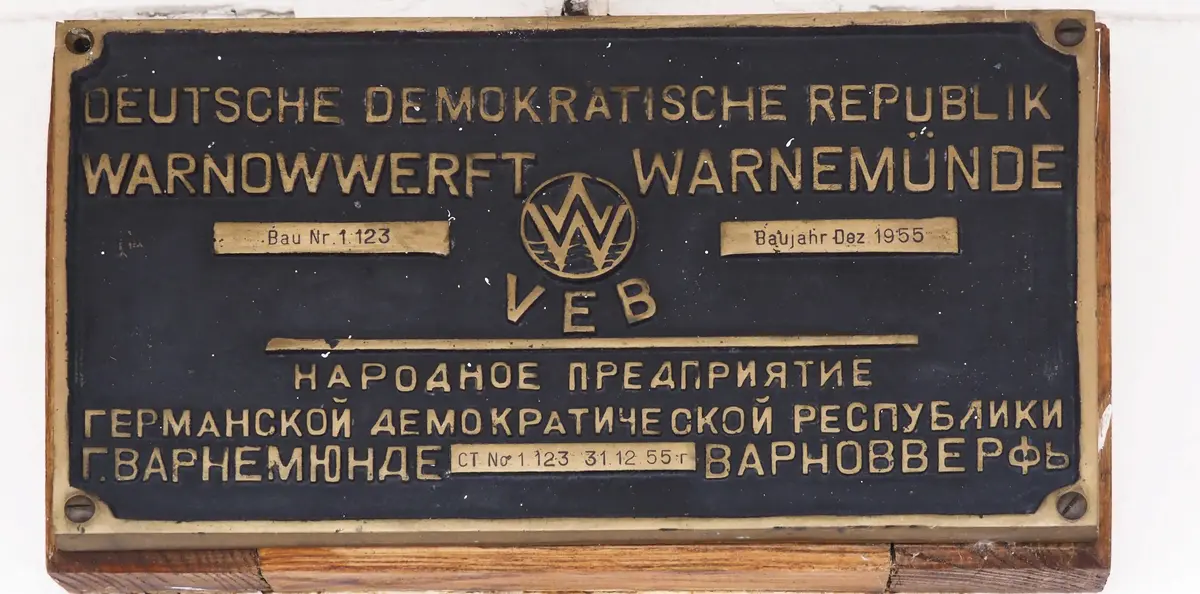 DEUTSCHE DEMOKRATISCHE REPUBLIK
WARNOWWERFT WARNEMÜNDE
Bau Nr. 1 123 Baujahr Dez. 1955
VEB
НАРОДНОЕ ПРЕДПРИЯТИЕ
ГЕРМАНСКОЙ ДЕМОКРАТИЧЕСКОЙ РЕСПУБЛИКИ
Г. ВАРНЕМЮНДЕ СТ No 1 123 31.12.55 г. ВАРНОВВЕРФЬ